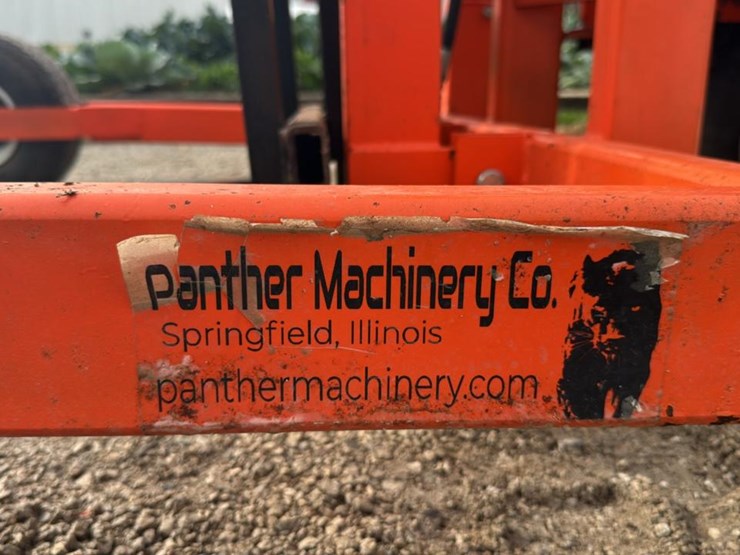 Panther Machinery Co.
Springfield, Illinois
panthermachinery.com